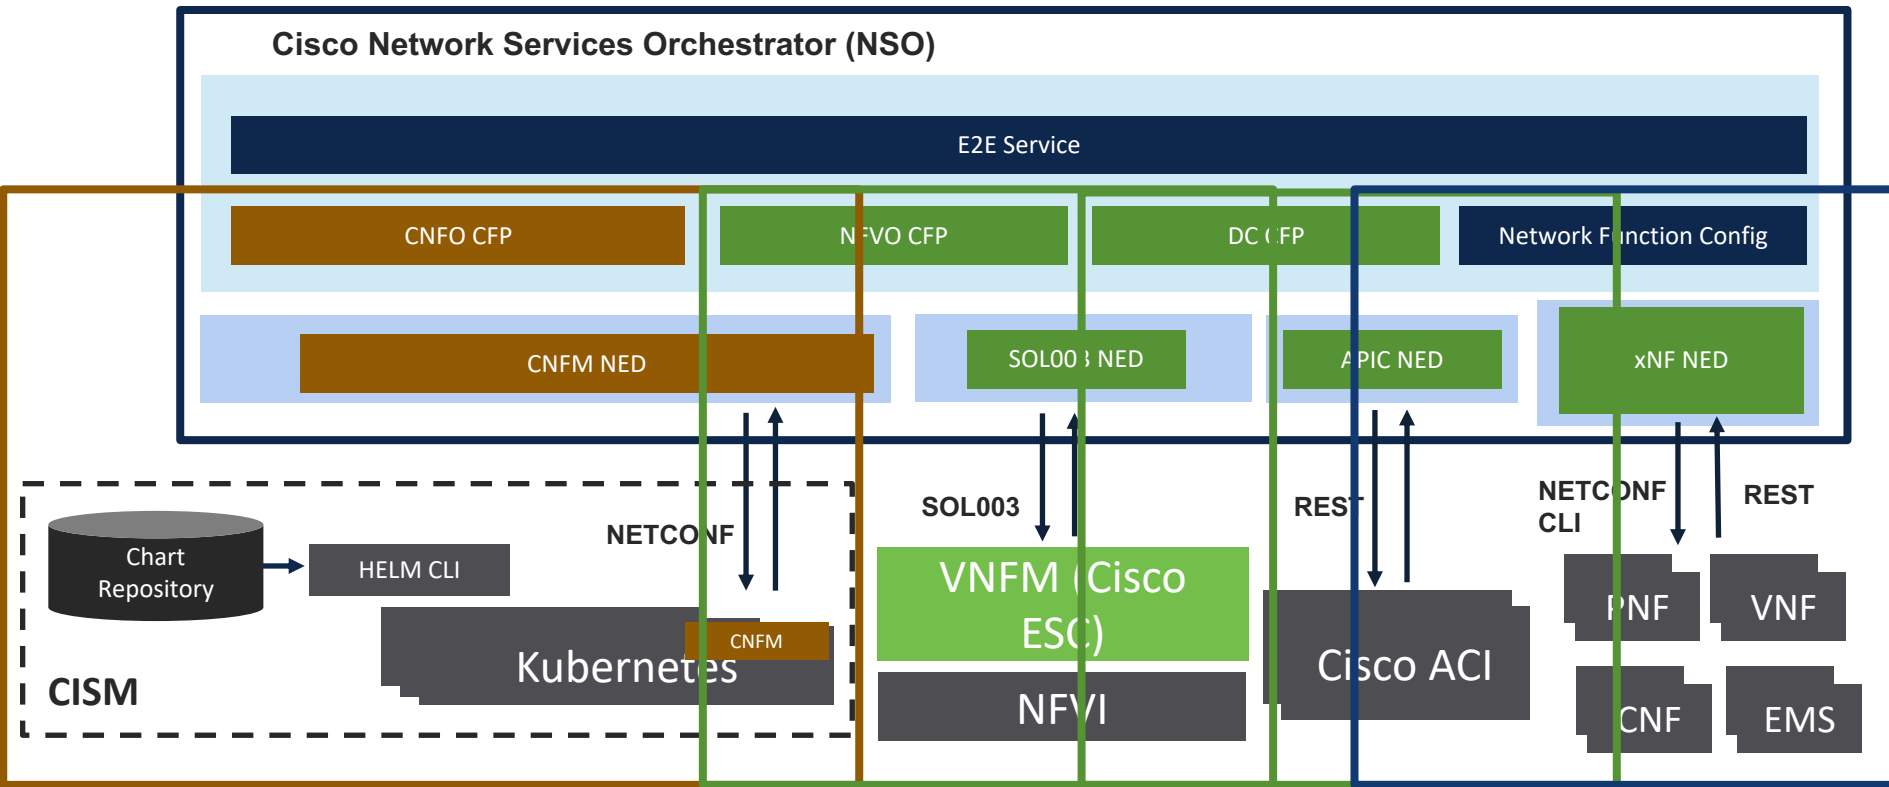 Cisco Network Services Orchestrator (NSO)
E2E Service
CNFO CFP
NFVO CFP
DC CFP
Network Function Config
CNFM NED
SOL003 NED
APIC NED
xNF NED
NETCONF
SOL003
REST
NETCONF
CLI
REST
Chart
Repository
HELM CLI
CNFM
Kubernetes
CISM
VNFM (Cisco
ESC)
NFVI
Cisco ACI
PNF
VNF
CNF
EMS